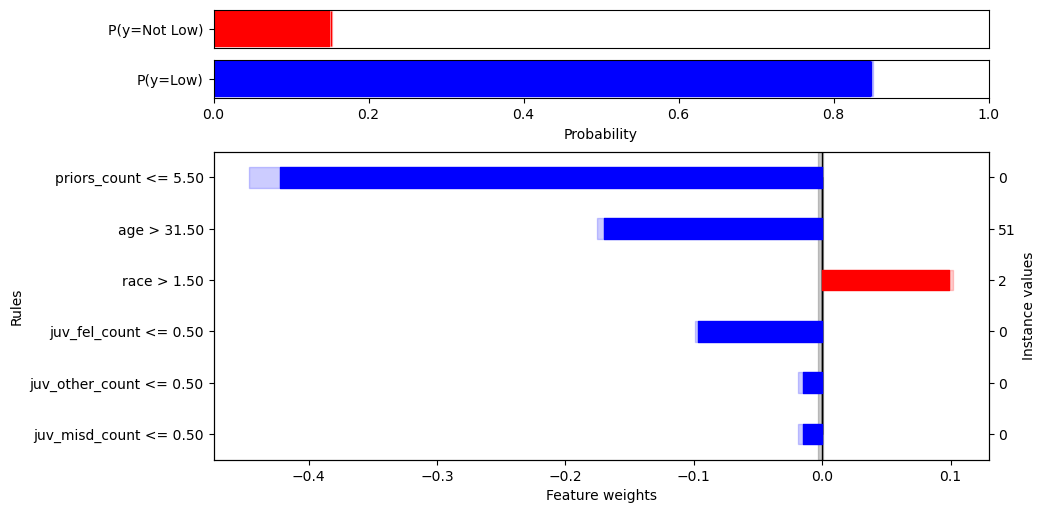 P(y=Not Low)
P(y=Low)
0.0 0.2 0.4 0.6 0.8 1.0
Probability
priors_count <= 5.50 0
age > 31.50 51
race > 1.50 2
juv_fel_count <= 0.50 0
juv_other_count <= 0.50 0
juv_misd_count <= 0.50 0
Rules
Instance values
−0.4 −0.3 −0.2 −0.1 0.0 0.1
Feature weights